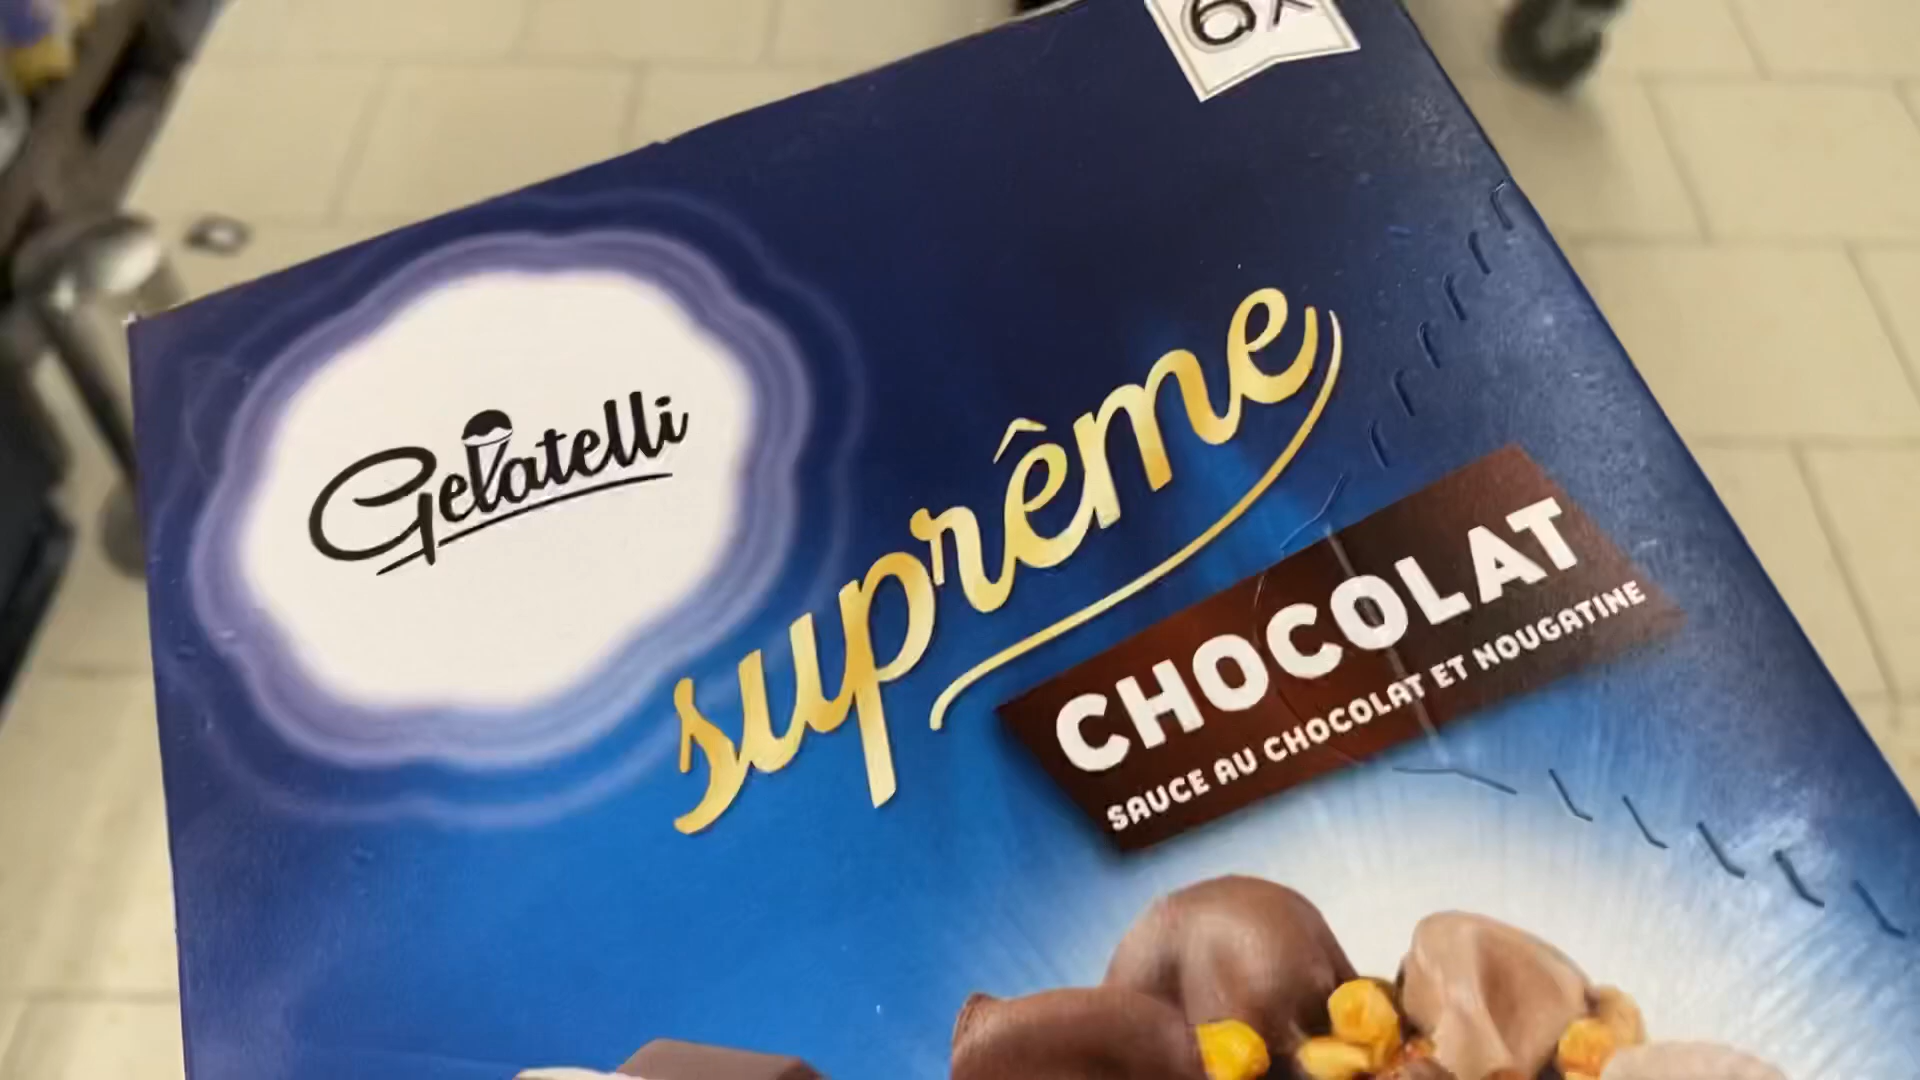 6x
Gelatelli
suprême
CHOCOLAT
SAUCE AU CHOCOLAT ET NOUGATINE